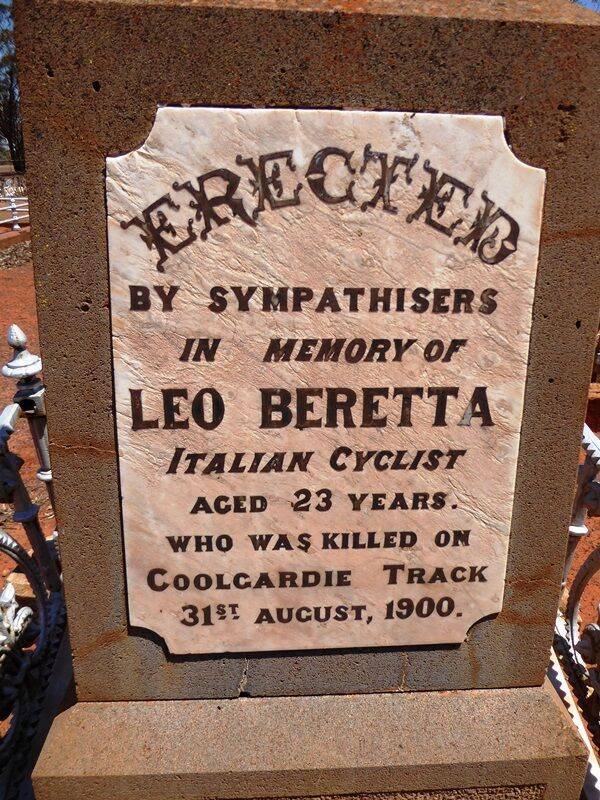 ERECTED
BY SYMPATHISERS
IN MEMORY OF
LEO BERETTA
ITALIAN CYCLIST
AGED 23 YEARS.
WHO WAS KILLED ON
COOLGARDIE TRACK
31ST AUGUST, 1900.